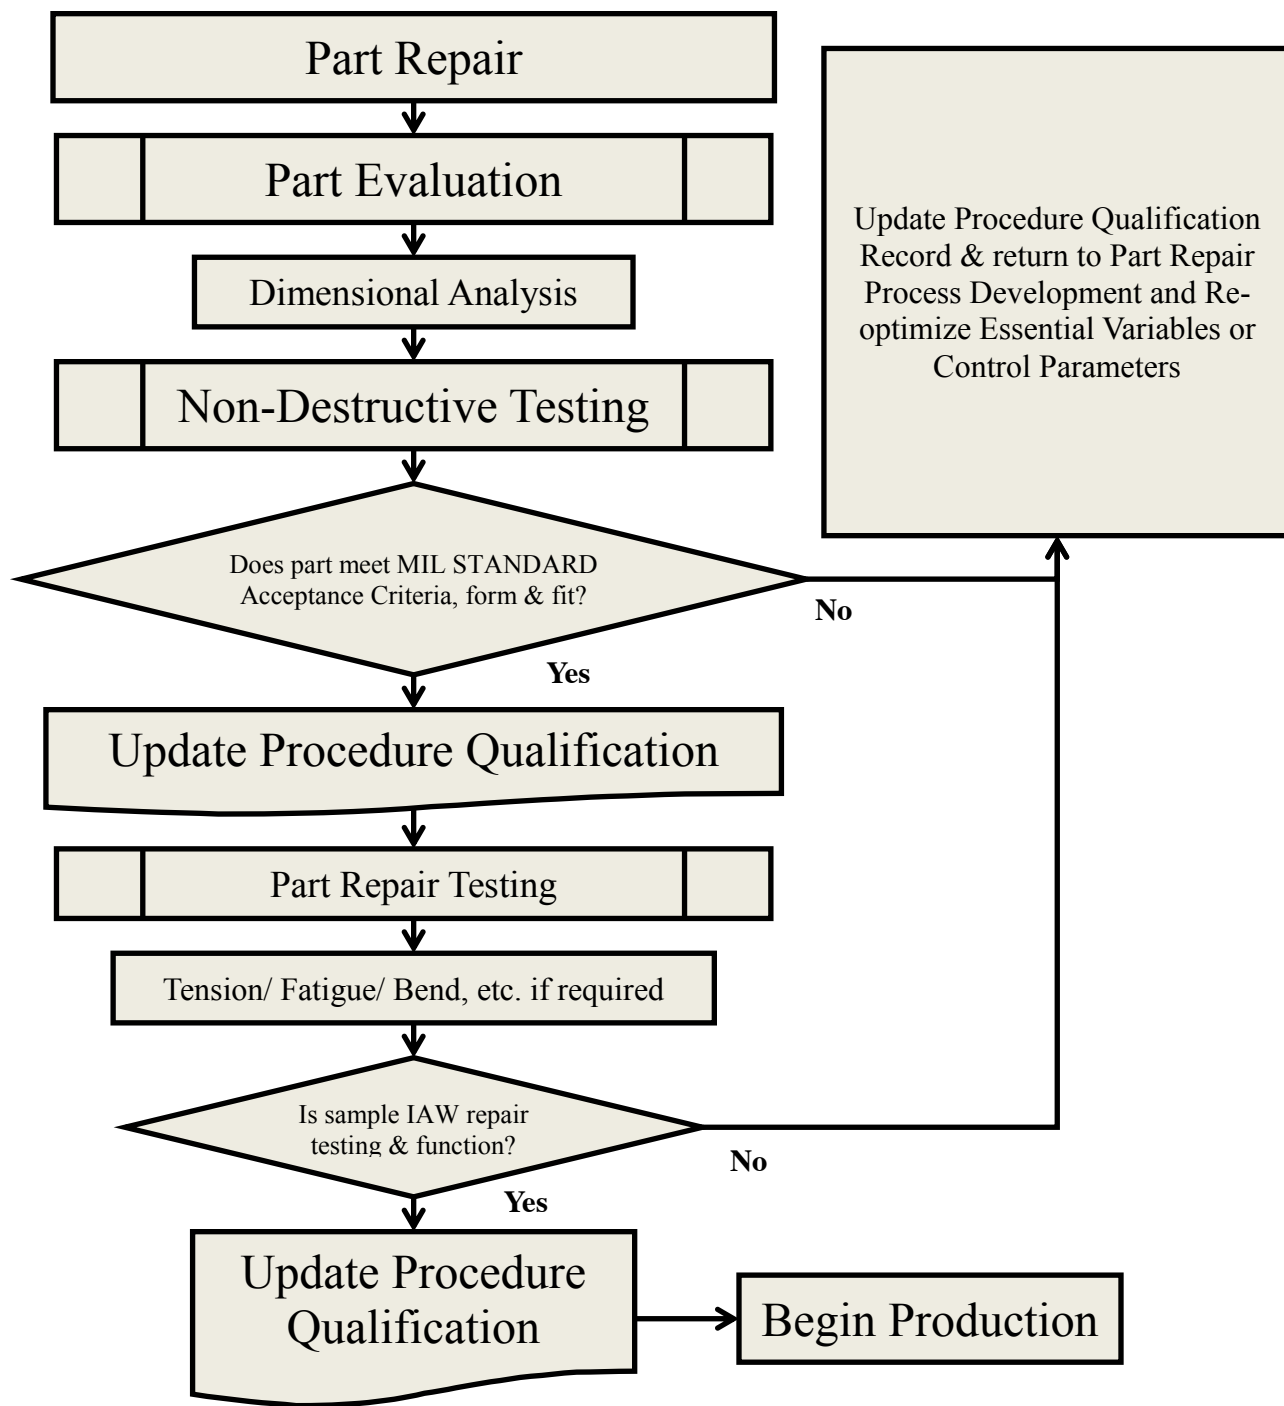 Part Repair
Part Evaluation
Dimensional Analysis
Non-Destructive Testing
Does part meet MIL STANDARD
Acceptance Criteria, form & fit?
No
Yes
Update Procedure Qualification
Record & return to Part Repair
Process Development and Re-
optimize Essential Variables or
Control Parameters
Update Procedure Qualification
Part Repair Testing
Tension/ Fatigue/ Bend, etc. if required
Is sample IAW repair
testing & function?
No
Yes
Update Procedure
Qualification
Begin Production